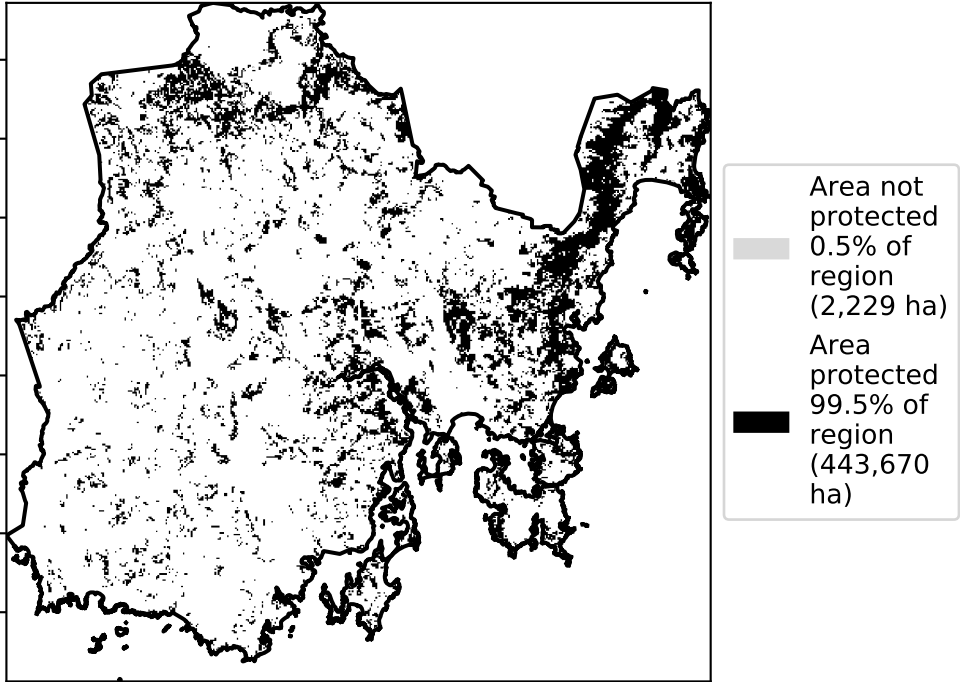 Area not
protected
0.5% of
region
(2,229 ha)
Area
protected
99.5% of
region
(443,670
ha)